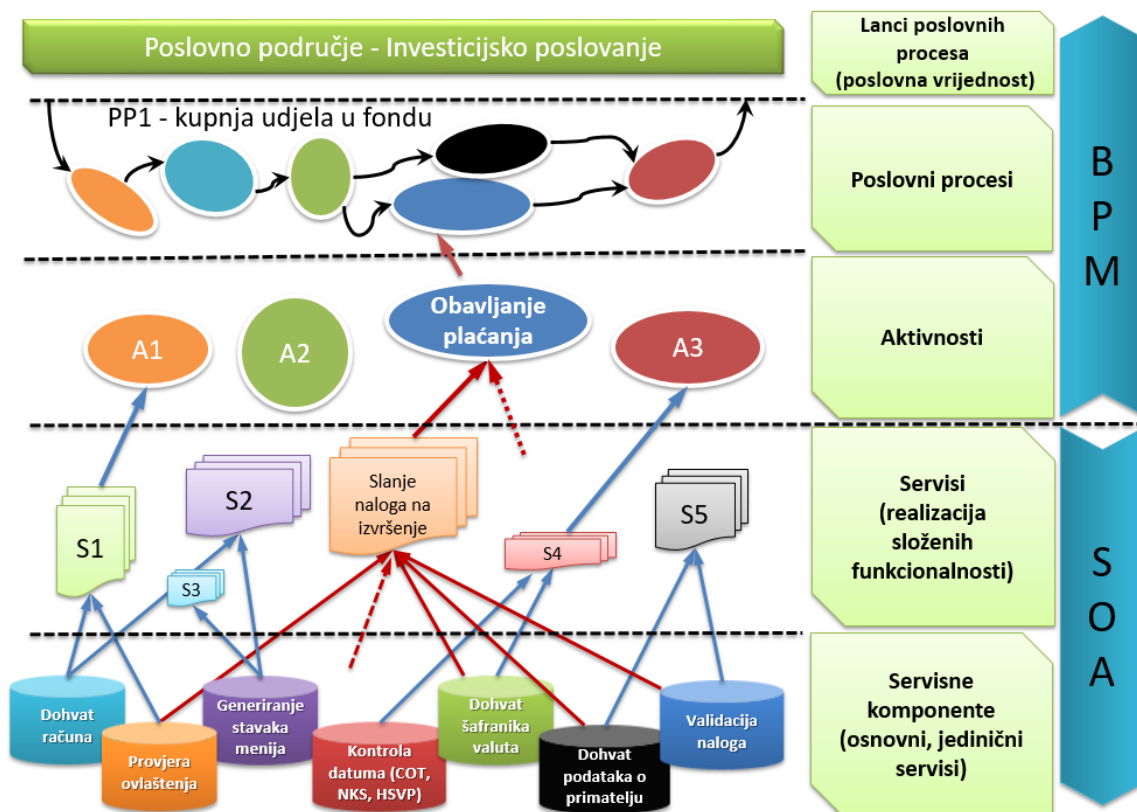 Poslovno područje - Investicijsko poslovanje
Lanci poslovnih
procesa
(poslovna vrijednost)
PP1 - kupnja udjela u fondu
Poslovni procesi
B
P
M
Obavljanje
plaćanja
A1
A2
A3
Aktivnosti
S1
S2
S3
Slanje
naloga na
izvršenje
S4
S5
Servisi
(realizacija
složenih
funkcionalnosti)
S
O
A
Dohvat
računa
Provjera
ovlaštenja
Generiranje
stavaka
menija
Kontrola
datuma (COT,
NKS, HSVP)
Dohvat
šafranika
valuta
Dohvat
podataka o
primatelju
Validacija
naloga
Servisne
komponente
(osnovni, jedinični
servisi)